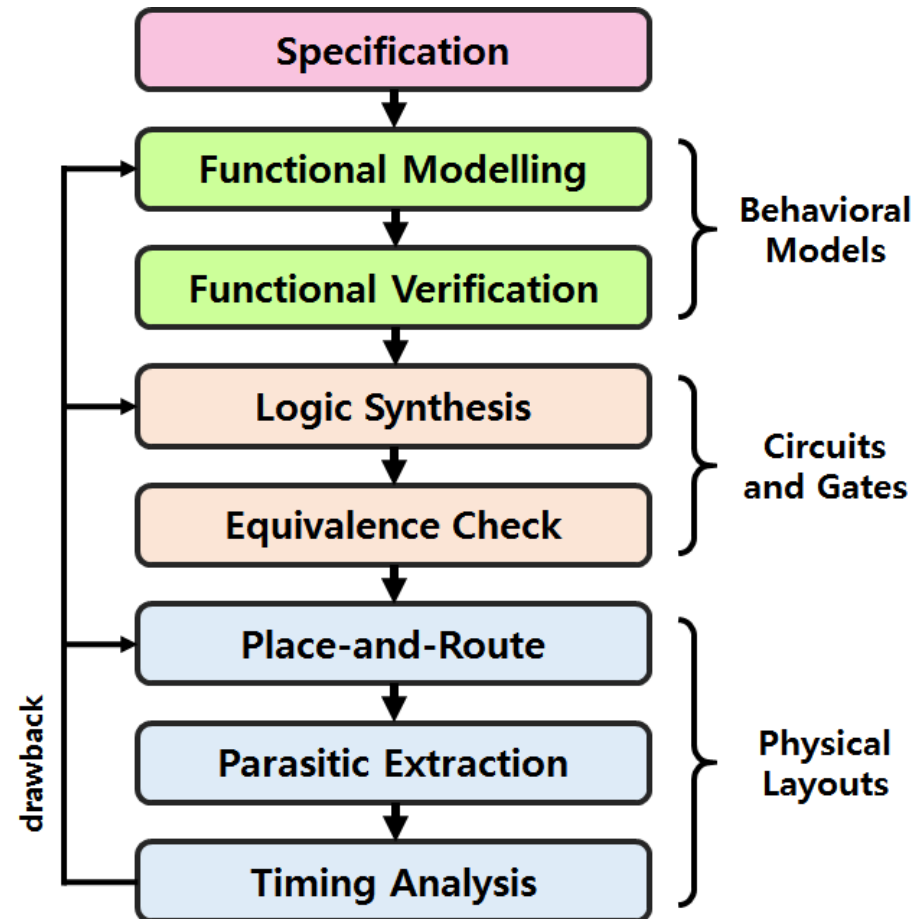 Specification
Functional Modelling
Functional Verification
Behavioral
Models
Logic Synthesis
Equivalence Check
Circuits
and Gates
Place-and-Route
Parasitic Extraction
Timing Analysis
Physical
Layouts
drawback